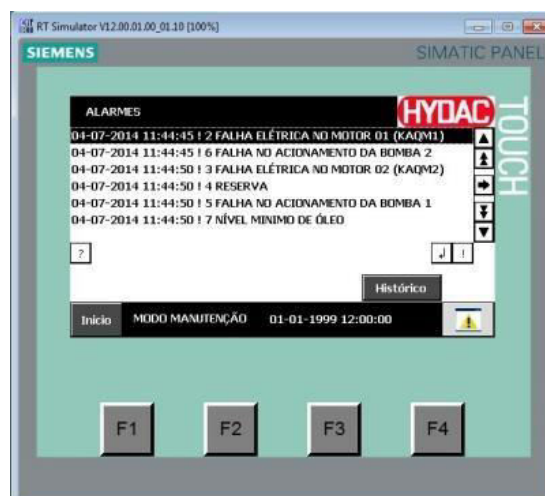 RT Simulator V12.00.01.00_01.10 [100%]
SIEMENS
SIMATIC PANEL
TOUCH
ALARMES
HYDAC
04-07-2014 11:44:45 ! 2 FALHA ELÉTRICA NO MOTOR 01 (KAQM1)
04-07-2014 11:44:45 ! 6 FALHA NO ACIONAMENTO DA BOMBA 2
04-07-2014 11:44:50 ! 3 FALHA ELÉTRICA NO MOTOR 02 (KAQM2)
04-07-2014 11:44:50 ! 4 RESERVA
04-07-2014 11:44:50 ! 5 FALHA NO ACIONAMENTO DA BOMBA 1
04-07-2014 11:44:50 ! 7 NÍVEL MINIMO DE ÓLEO
? !
Histórico
Inicio MODO MANUTENÇÃO 01-01-1999 12:00:00
F1 F2 F3 F4